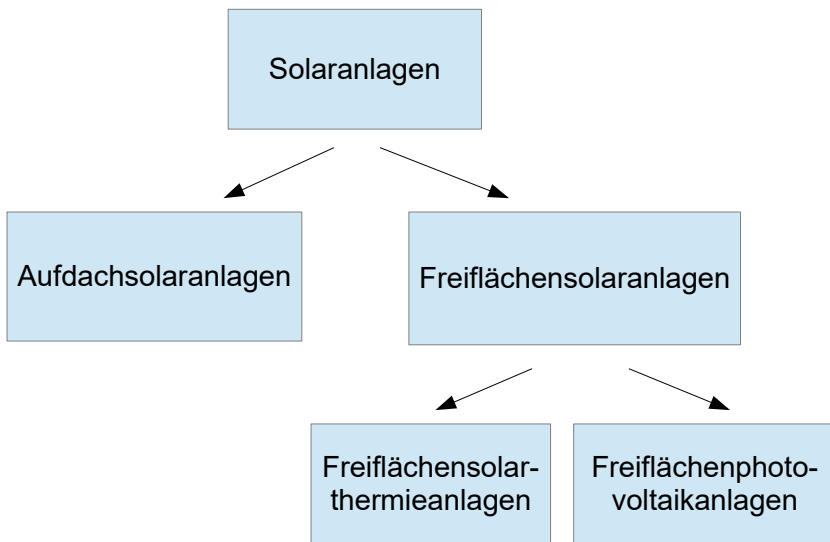 Solaranlagen
Aufdachsolaranlagen
Freiflächensolaranlagen
Freiflächensolar-
thermieanlagen
Freiflächenphoto-
voltaikanlagen